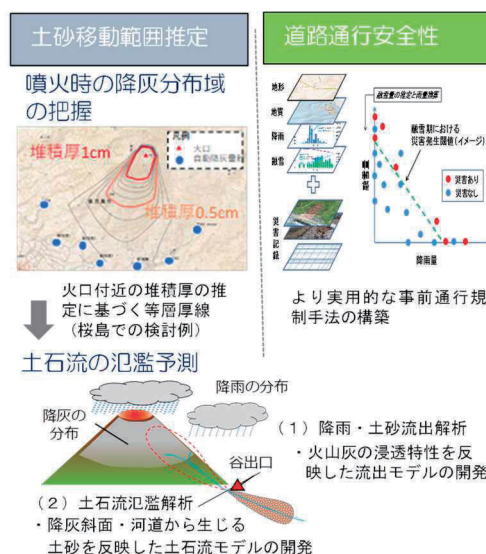 土砂移動範囲推定
噴火時の降灰分布域
の把握
堆積厚1cm
凡例
火口
自動降灰量計
堆積厚0.5cm
火口付近の堆積厚の推
定に基づく等層厚線
(桜島での検討例)
道路通行安全性
地形
地質
降雨
融雪
災害記録
融雪量の推定と雨量換算
融雪期における
災害発生閾値(イメージ)
災害あり
災害なし
降雨量
より実用的な事前通行規
制手法の構築
土石流の氾濫予測
降雨の分布
降灰の
分布
谷出口
(1)降雨・土砂流出解析
・火山灰の浸透特性を反
映した流出モデルの開発
(2)土石流氾濫解析
・降灰斜面・河道から生じる
土砂を反映した土石流モデルの開発